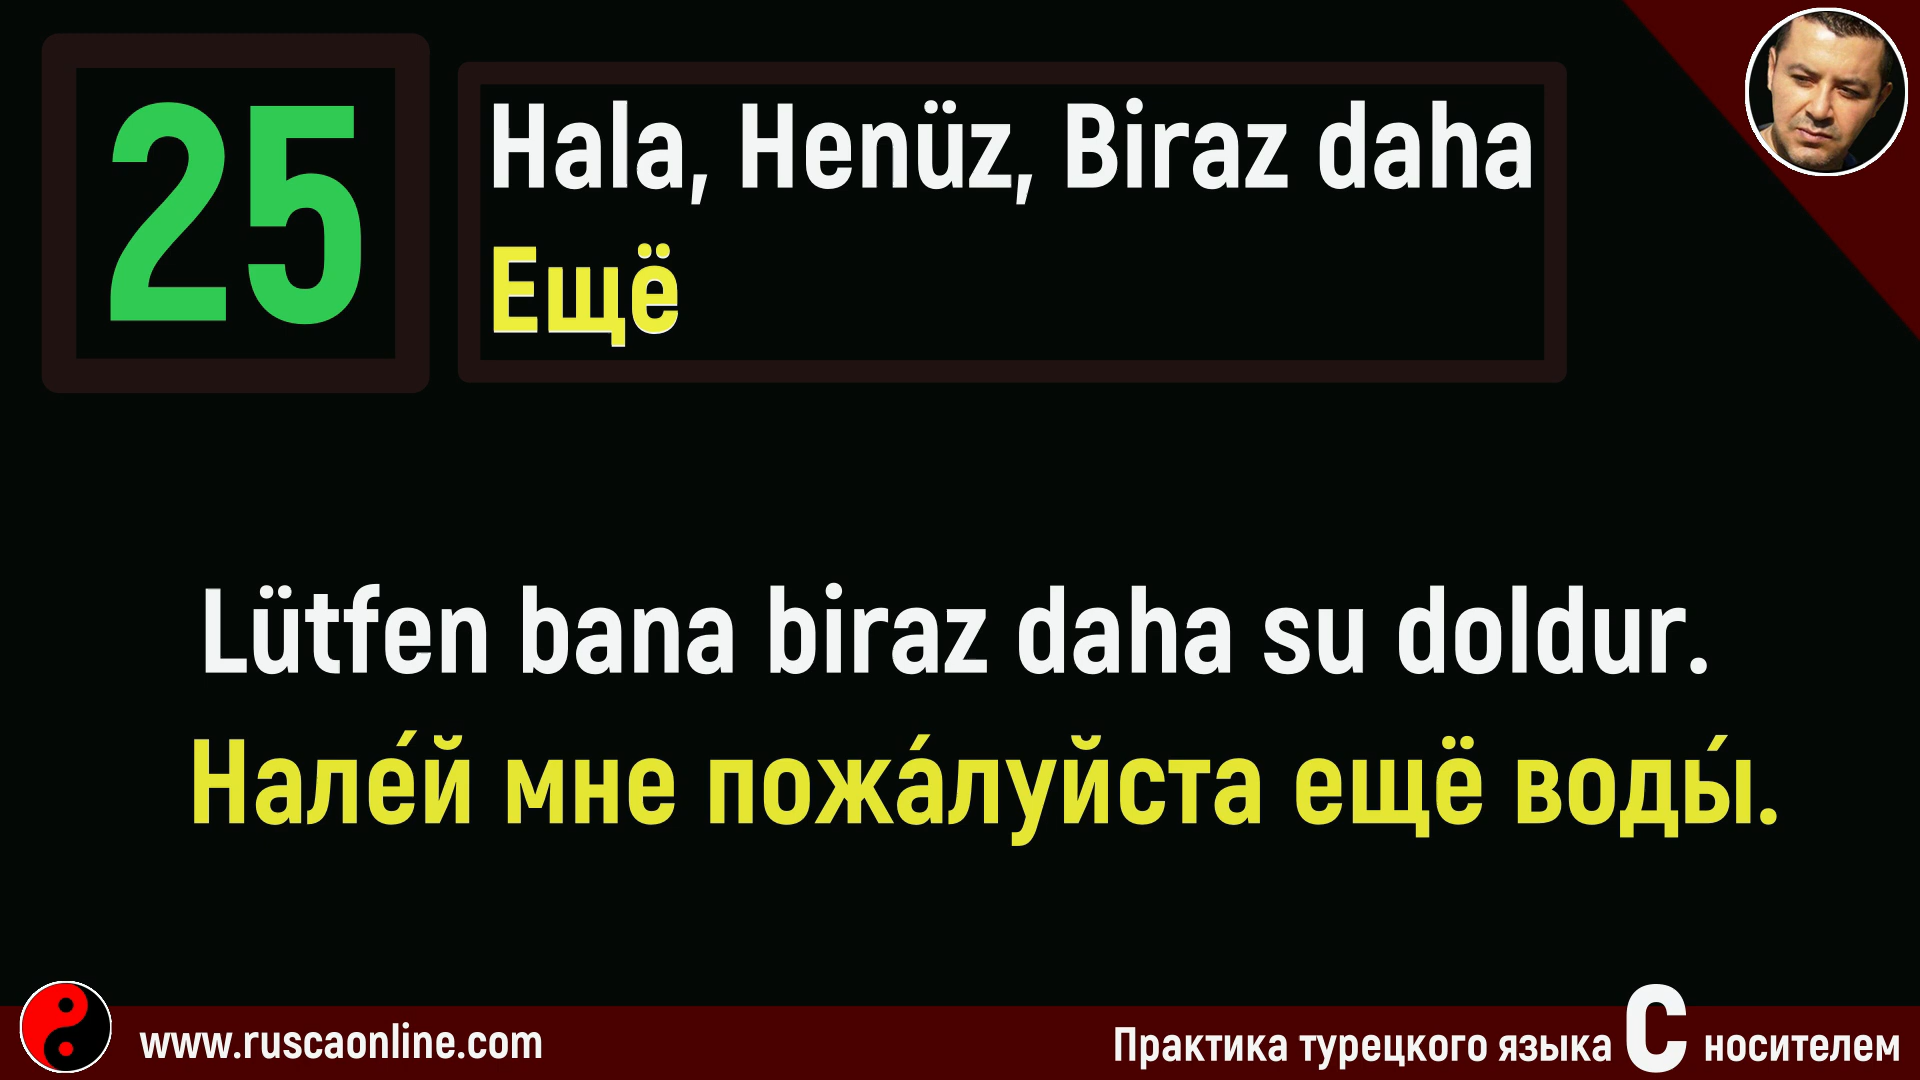 25
Hala, Henüz, Biraz daha
Ещё
Lütfen bana biraz daha su doldur.
Нале́й мне пожа́луйста ещё воды́.
www.ruscaonline.com
Практика турецкого языка С носителем